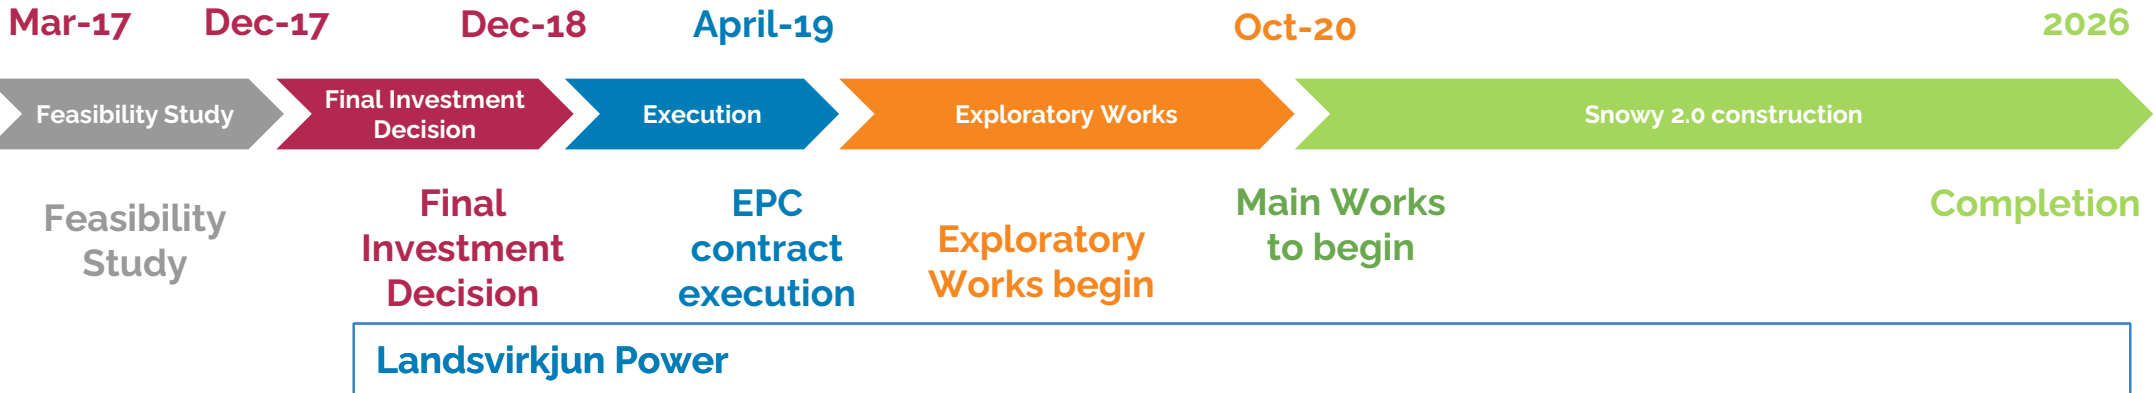 Mar-17
Dec-17
Dec-18
April-19
Oct-20
2026
Feasibility Study
Final Investment
Decision
Execution
Exploratory Works
Snowy 2.0 construction
Feasibility
Study
Final
Investment
Decision
EPC
contract
execution
Exploratory
Works begin
Main Works
to begin
Completion
Landsvirkjun Power